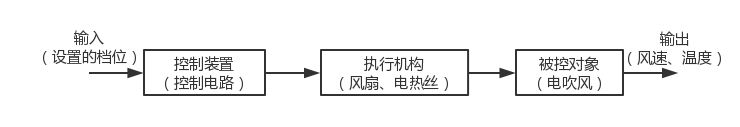 输入
（设置的档位）
控制装置
（控制电路）
执行机构
（风扇、电热丝）
被控对象
（电吹风）
输出
（风速、温度）